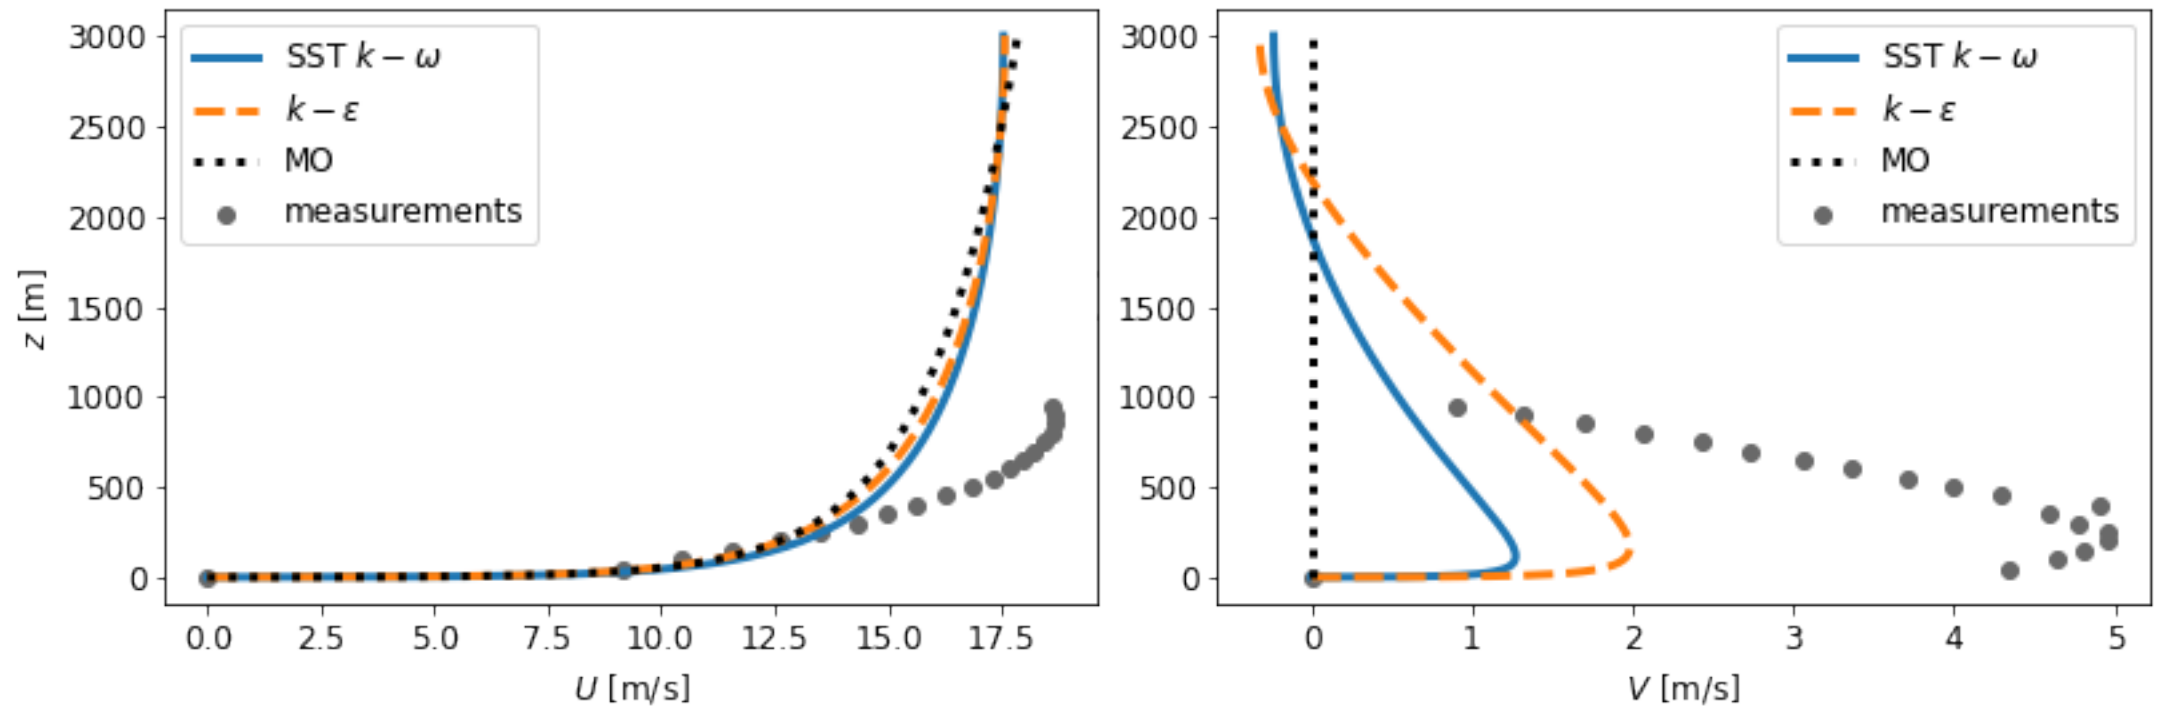 3000
2500
2000
1500
1000
500
0
z [m]
0.0 2.5 5.0 7.5 10.0 12.5 15.0 17.5
U [m/s]
SST k − ω
k − ε
MO
measurements
3000
2500
2000
1500
1000
500
0
0 1 2 3 4 5
V [m/s]
SST k − ω
k − ε
MO
measurements